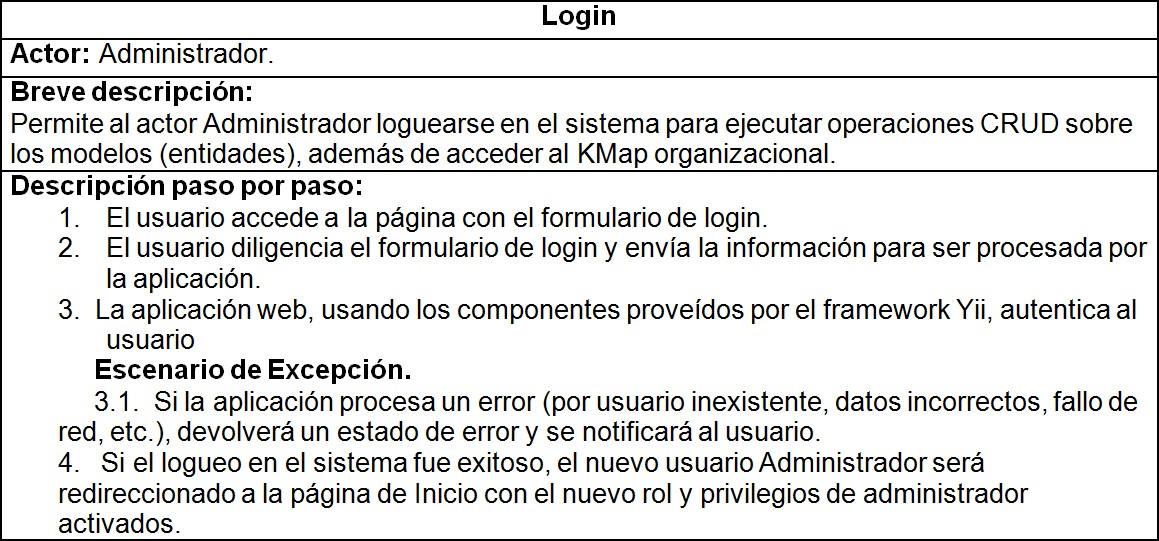 Login
Actor: Administrador.
Breve descripción:
Permite al actor Administrador loguearse en el sistema para ejecutar operaciones CRUD sobre
los modelos (entidades), además de acceder al KMap organizacional.
Descripción paso por paso:
1. El usuario accede a la página con el formulario de login.
2. El usuario diligencia el formulario de login y envía la información para ser procesada por
la aplicación.
3. La aplicación web, usando los componentes proveídos por el framework Yii, autentica al
usuario
Escenario de Excepción.
3.1. Si la aplicación procesa un error (por usuario inexistente, datos incorrectos, fallo de
red, etc.), devolverá un estado de error y se notificará al usuario.
4. Si el logueo en el sistema fue exitoso, el nuevo usuario Administrador será
redireccionado a la página de Inicio con el nuevo rol y privilegios de administrador
activados.